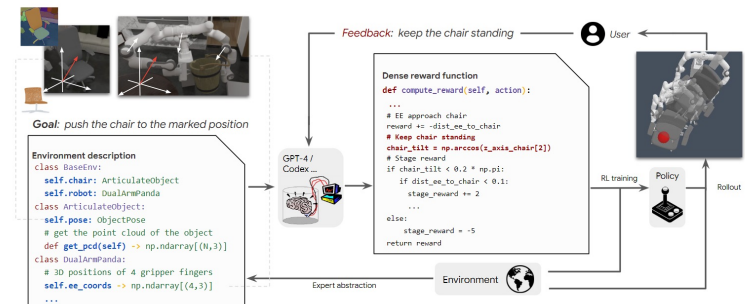 Feedback: keep the chair standing
User
Goal: push the chair to the marked position
Environment description
class BaseEnv:
self.chair: ArticulateObject
self.robot: DualArmPanda
class ArticulateObject:
self.pose: ObjectPose
# get the point cloud of the object
def get_pcd(self) -> np.ndarray[(N,3)]
class DualArmPanda:
# 3D positions of 4 gripper fingers
self.ee_coords -> np.ndarray[(4,3)]
...
GPT-4 /
Codex ...
Dense reward function
def compute_reward(self, action):
...
# EE approach chair
reward += -dist_ee_to_chair
# Keep chair standing
chair_tilt = np.arccos(z_axis_chair[2])
# Stage reward
if chair_tilt < 0.2 * np.pi:
if dist_ee_to_chair < 0.1:
stage_reward += 2
...
else:
stage_reward = -5
return reward
RL training
Policy
Rollout
Environment
Expert abstraction